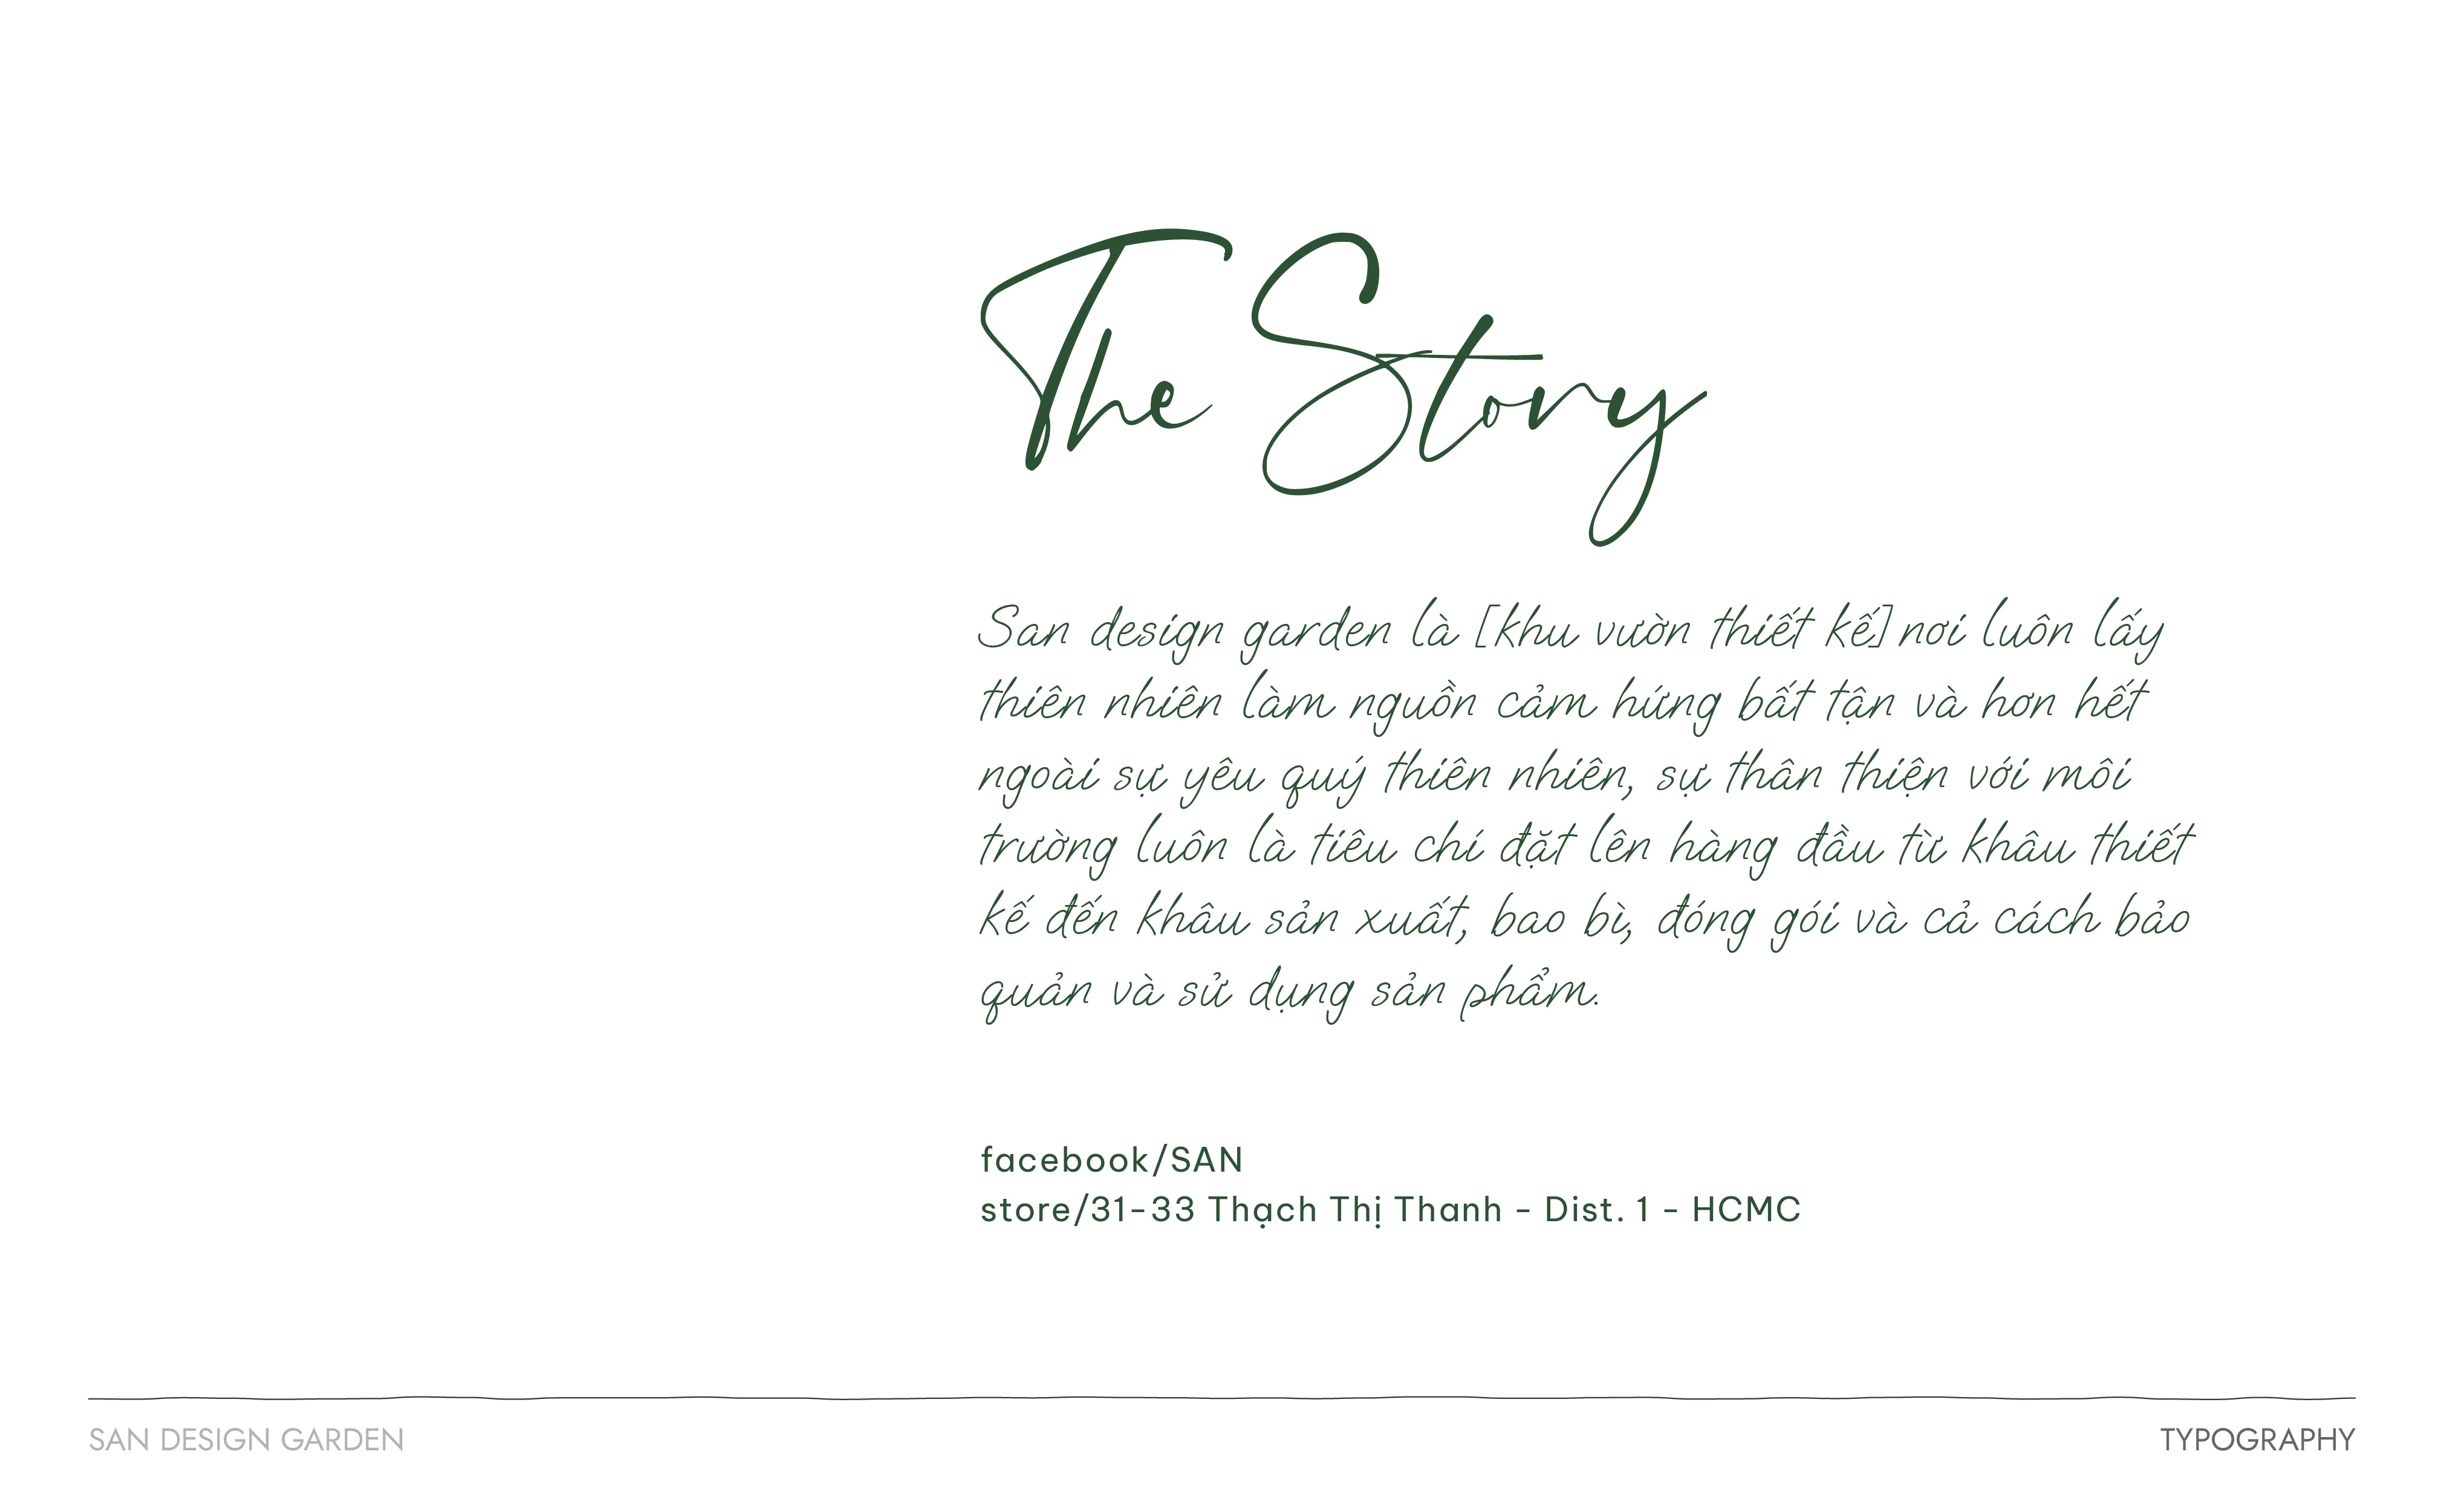 The Story
San design garden là [khu vườn thiết kế] nơi luôn lấy
thiên nhiên làm nguồn cảm hứng bất tận và hơn hết
ngoài sự yêu quý thiên nhiên, sự thân thiện với môi
trường luôn là tiêu chí đặt lên hàng đầu từ khâu thiết
kế đến khâu sản xuất, bao bì, đóng gói và cả cách bảo
quản và sử dụng sản phẩm.
facebook/SAN
store/31-33 Thạch Thị Thanh - Dist. 1 - HCMC
SAN DESIGN GARDEN
TYPOGRAPHY